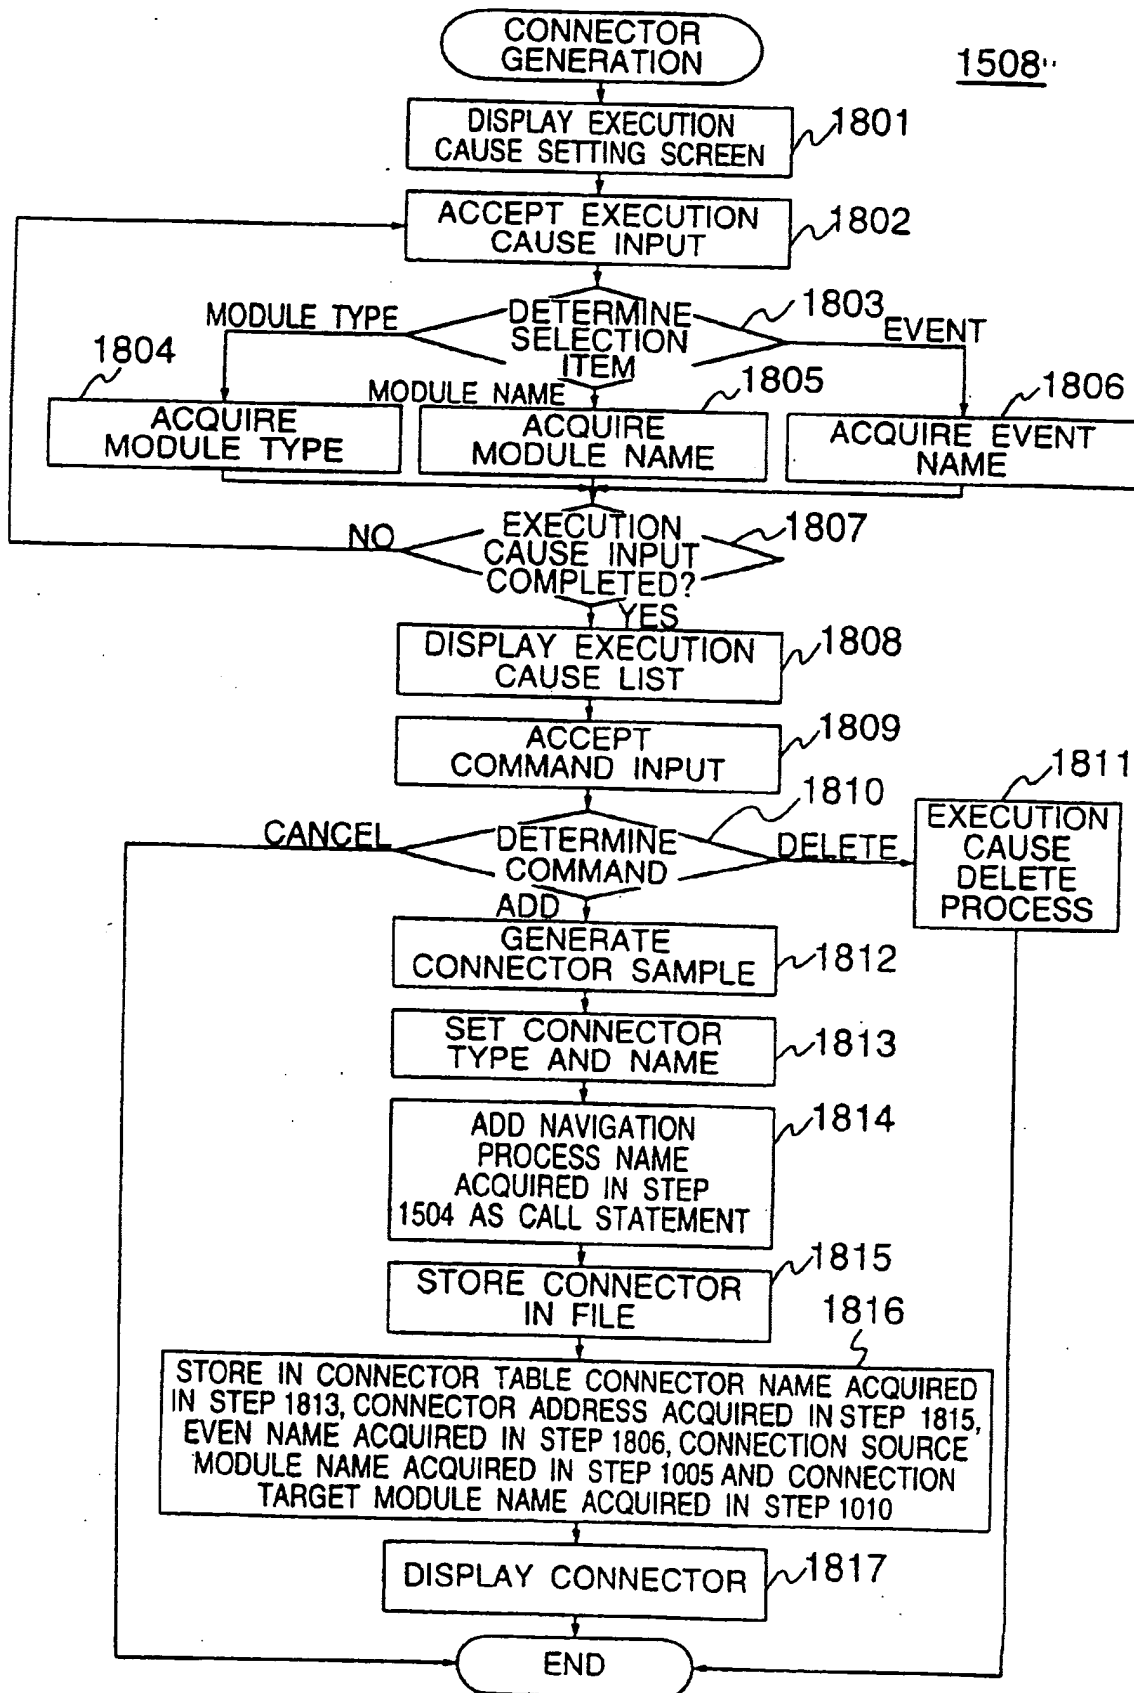 CONNECTOR
GENERATION
1508"
DISPLAY EXECUTION
CAUSE SETTING SCREEN
1801
ACCEPT EXECUTION
CAUSE INPUT
1802
DETERMINE
SELECTION
ITEM
1803
MODULE TYPE
EVENT
MODULE NAME
1804
ACQUIRE
MODULE TYPE
1805
ACQUIRE
MODULE NAME
1806
ACQUIRE EVENT
NAME
EXECUTION
CAUSE INPUT
COMPLETED?
1807
NO
YES
DISPLAY EXECUTION
CAUSE LIST
1808
ACCEPT
COMMAND INPUT
1809
DETERMINE
COMMAND
1810
CANCEL
DELETE
ADD
1811
EXECUTION
CAUSE
DELETE
PROCESS
GENERATE
CONNECTOR SAMPLE
1812
SET CONNECTOR
TYPE AND NAME
1813
ADD NAVIGATION
PROCESS NAME
ACQUIRED IN STEP
1504 AS CALL STATEMENT
1814
STORE CONNECTOR
IN FILE
1815
1816
STORE IN CONNECTOR TABLE CONNECTOR NAME ACQUIRED
IN STEP 1813, CONNECTOR ADDRESS ACQUIRED IN STEP 1815,
EVEN NAME ACQUIRED IN STEP 1806, CONNECTION SOURCE
MODULE NAME ACQUIRED IN STEP 1005 AND CONNECTION
TARGET MODULE NAME ACQUIRED IN STEP 1010
DISPLAY CONNECTOR
1817
END